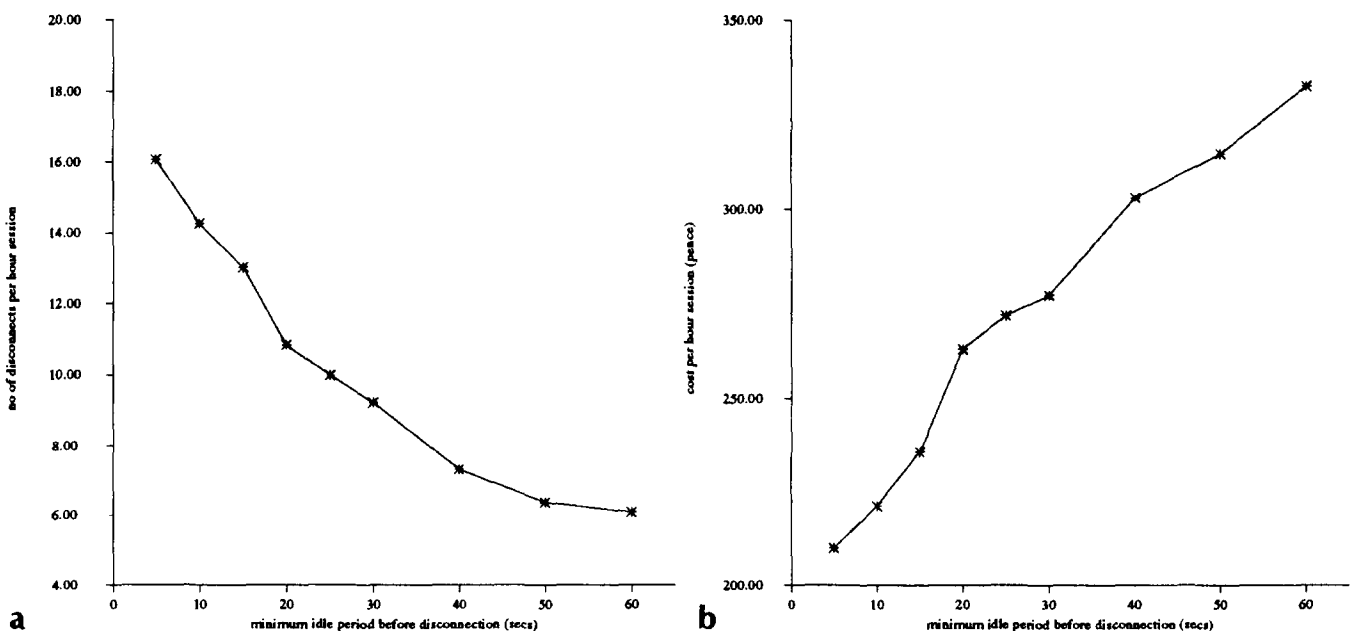 20.00
18.00
16.00
14.00
12.00
10.00
8.00
6.00
4.00
no of disconnects per hour session
0 10 20 30 40 50 60
minimum idle period before disconnection (secs)
a
350.00
300.00
250.00
200.00
cost per hour session (pence)
0 10 20 30 40 50 60
minimum idle period before disconnection (secs)
b